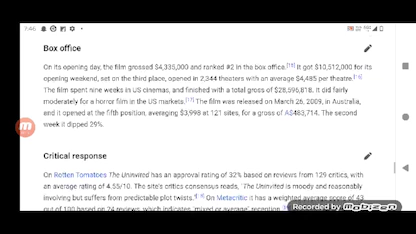 7:46
Box office
On its opening day, the film grossed $4,335,000 and ranked #2 in the box office.[15] It got $10,512,000 for its
opening weekend, set on the third place, opened in 2,344 theaters with an average $4,485 per theatre.[16]
The film spent nine weeks in US cinemas, and finished with a total gross of $28,596,818. It did fairly
moderately for a horror film in the US markets.[17] The film was released on March 26, 2009, in Australia,
and it opened at the fifth position, averaging $3,998 at 121 sites, for a gross of A$483,714. The second
week it dipped 29%.
Critical response
On Rotten Tomatoes The Uninvited has an approval rating of 32% based on reviews from 129 critics, with
an average rating of 4.55/10. The site's critics consensus reads, "The Uninvited is moody and reasonably
involving but suffers from predictable plot twists." On Metacritic it has a weighted average score of 43
out of 100 based on 24 reviews, which indicates "mixed or average" reception.
Recorded by MOBIZEN